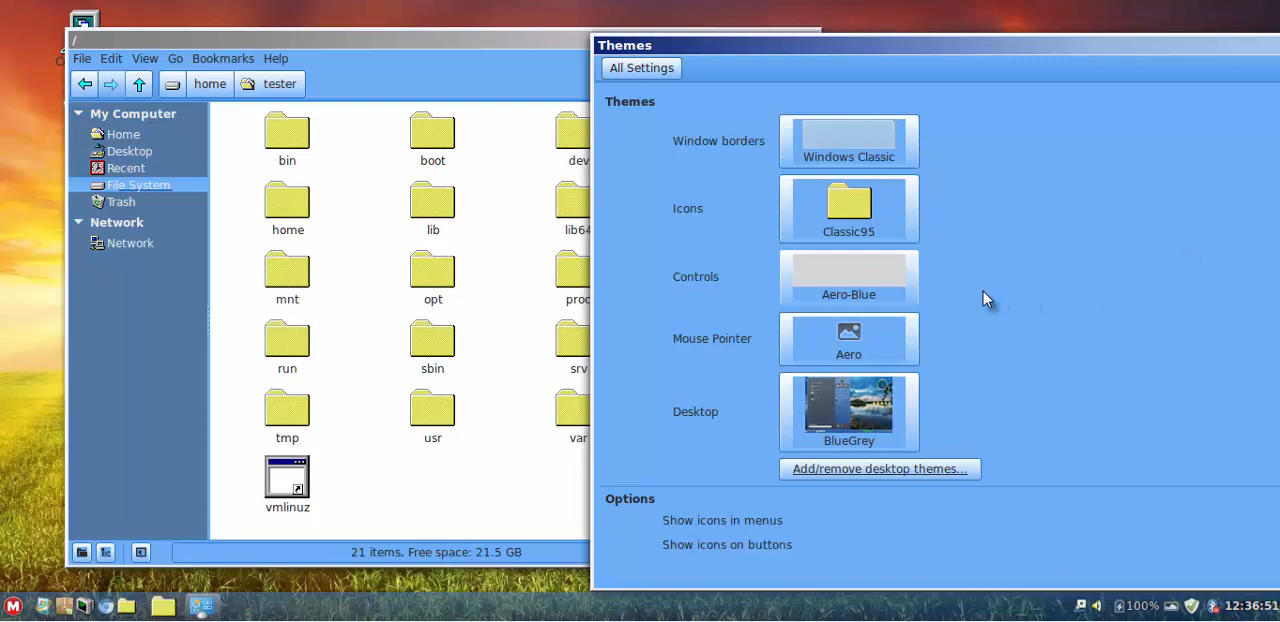 /
File Edit View Go Bookmarks Help
home tester
My Computer
Home
Desktop
Recent
File System
Trash
Network
Network
bin boot dev
home lib lib64
mnt opt proc
run sbin srv
tmp usr var
vmlinuz
21 items, Free space: 21.5 GB
Themes
All Settings
Themes
Window borders
Windows Classic
Icons
Classic95
Controls
Aero-Blue
Mouse Pointer
Aero
Desktop
BlueGrey
Add/remove desktop themes...
Options
Show icons in menus
Show icons on buttons
M
100% 12:36:51